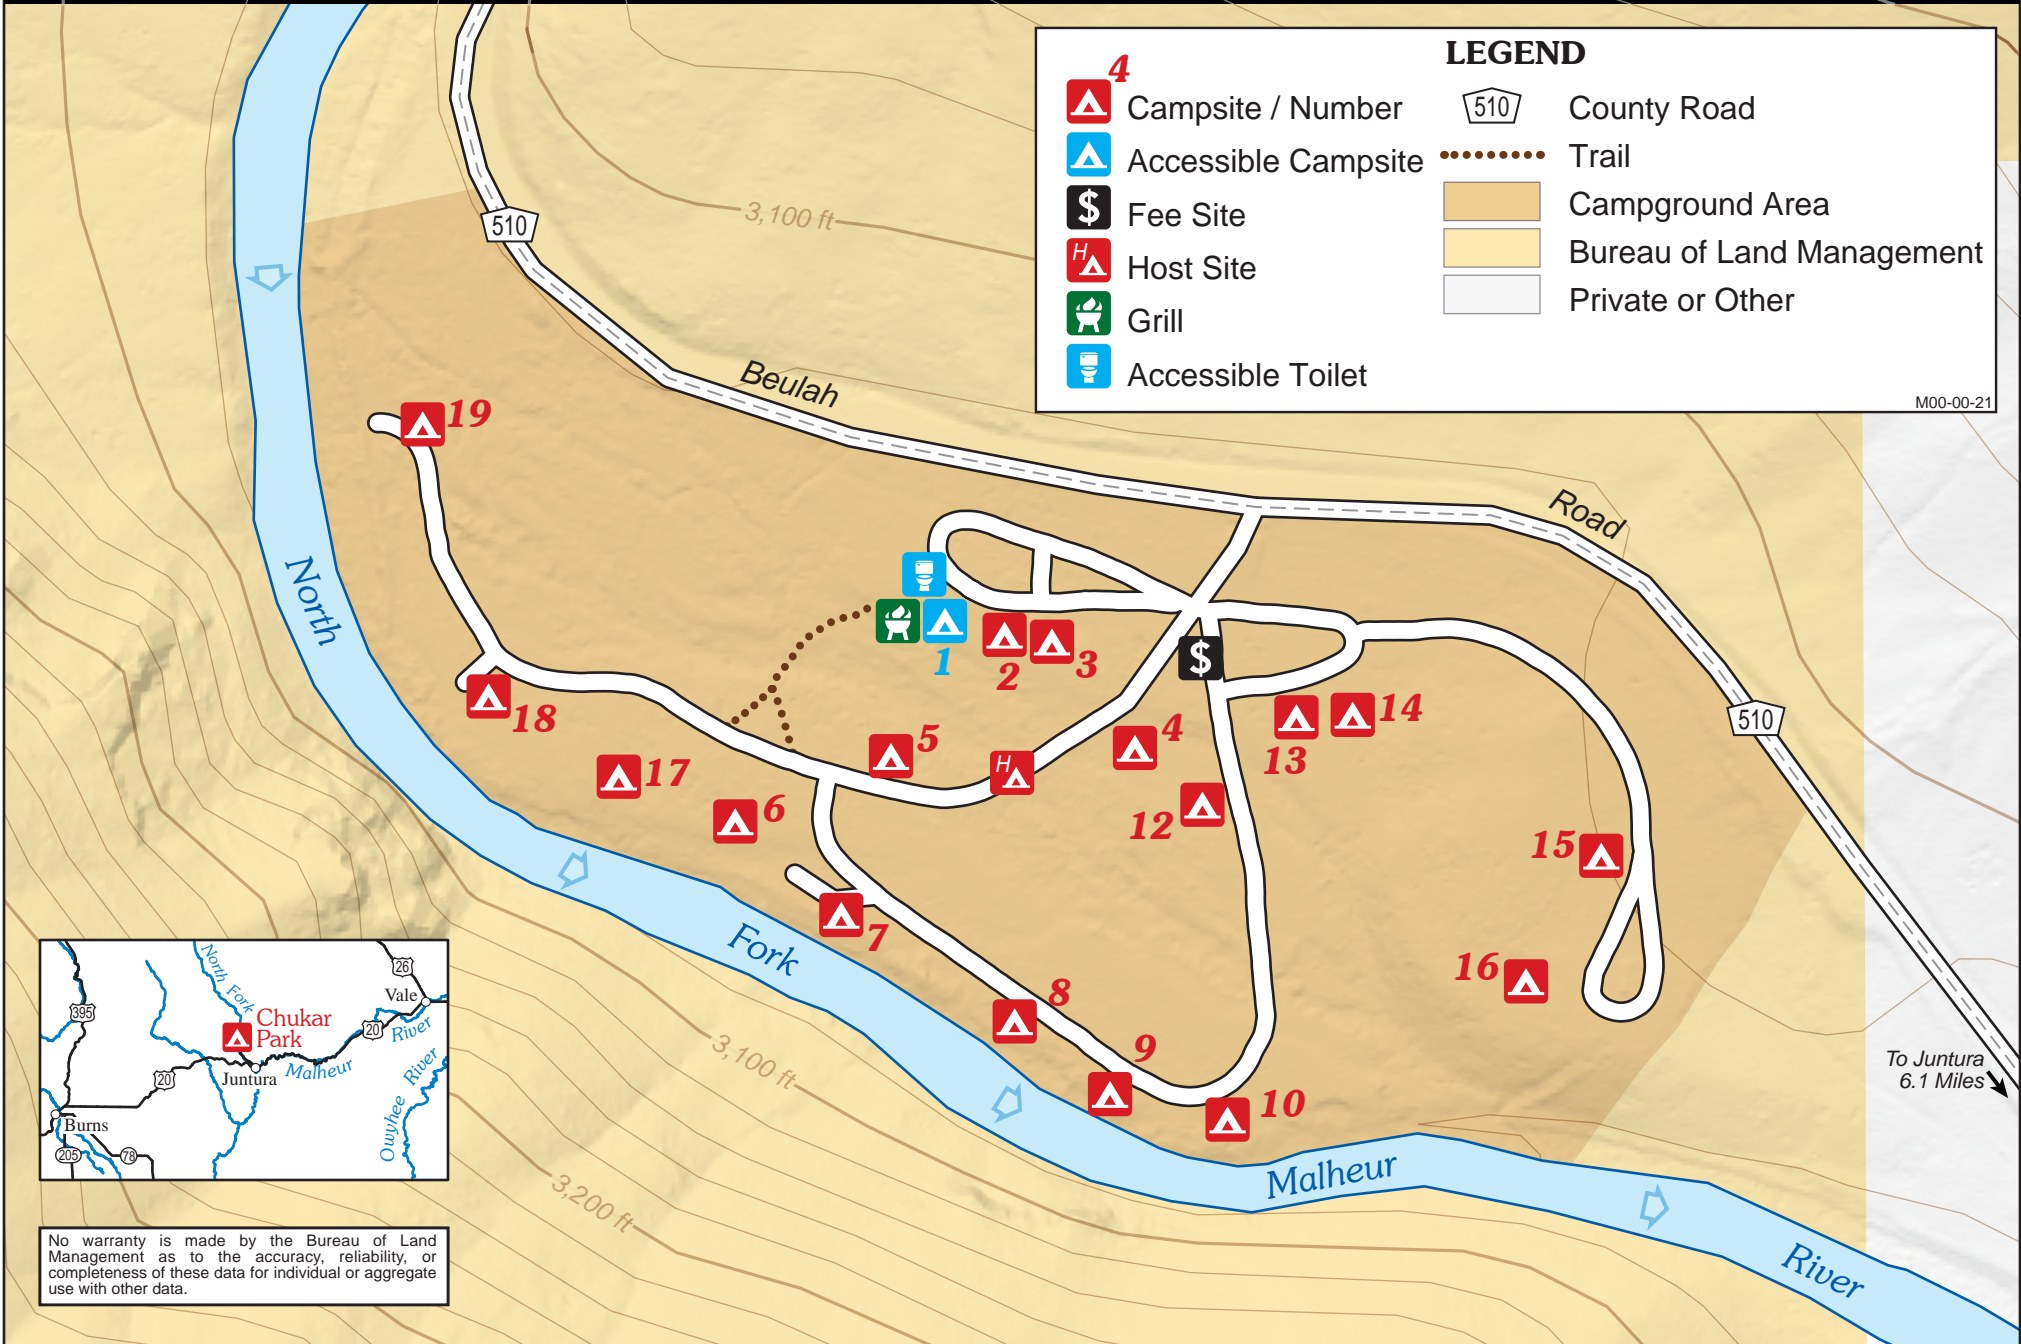 LEGEND
4
Campsite / Number
Accessible Campsite
$
Fee Site
H
Host Site
Grill
Accessible Toilet
510
County Road
Trail
Campground Area
Bureau of Land Management
Private or Other
M00-00-21
3,100 ft
510
Beulah
Road
510
19
North
1
2
3
$
18
5
4
14
13
H
17
6
12
15
7
Fork
16
8
9
10
3,100 ft
3,200 ft
Malheur
River
To Juntura
6.1 Miles
North Fork
26
Vale
395
Chukar
Park
20
River
20
Juntura
Malheur
River
Owyhee
Burns
205
78
No warranty is made by the Bureau of Land
Management as to the accuracy, reliability, or
completeness of these data for individual or aggregate
use with other data.